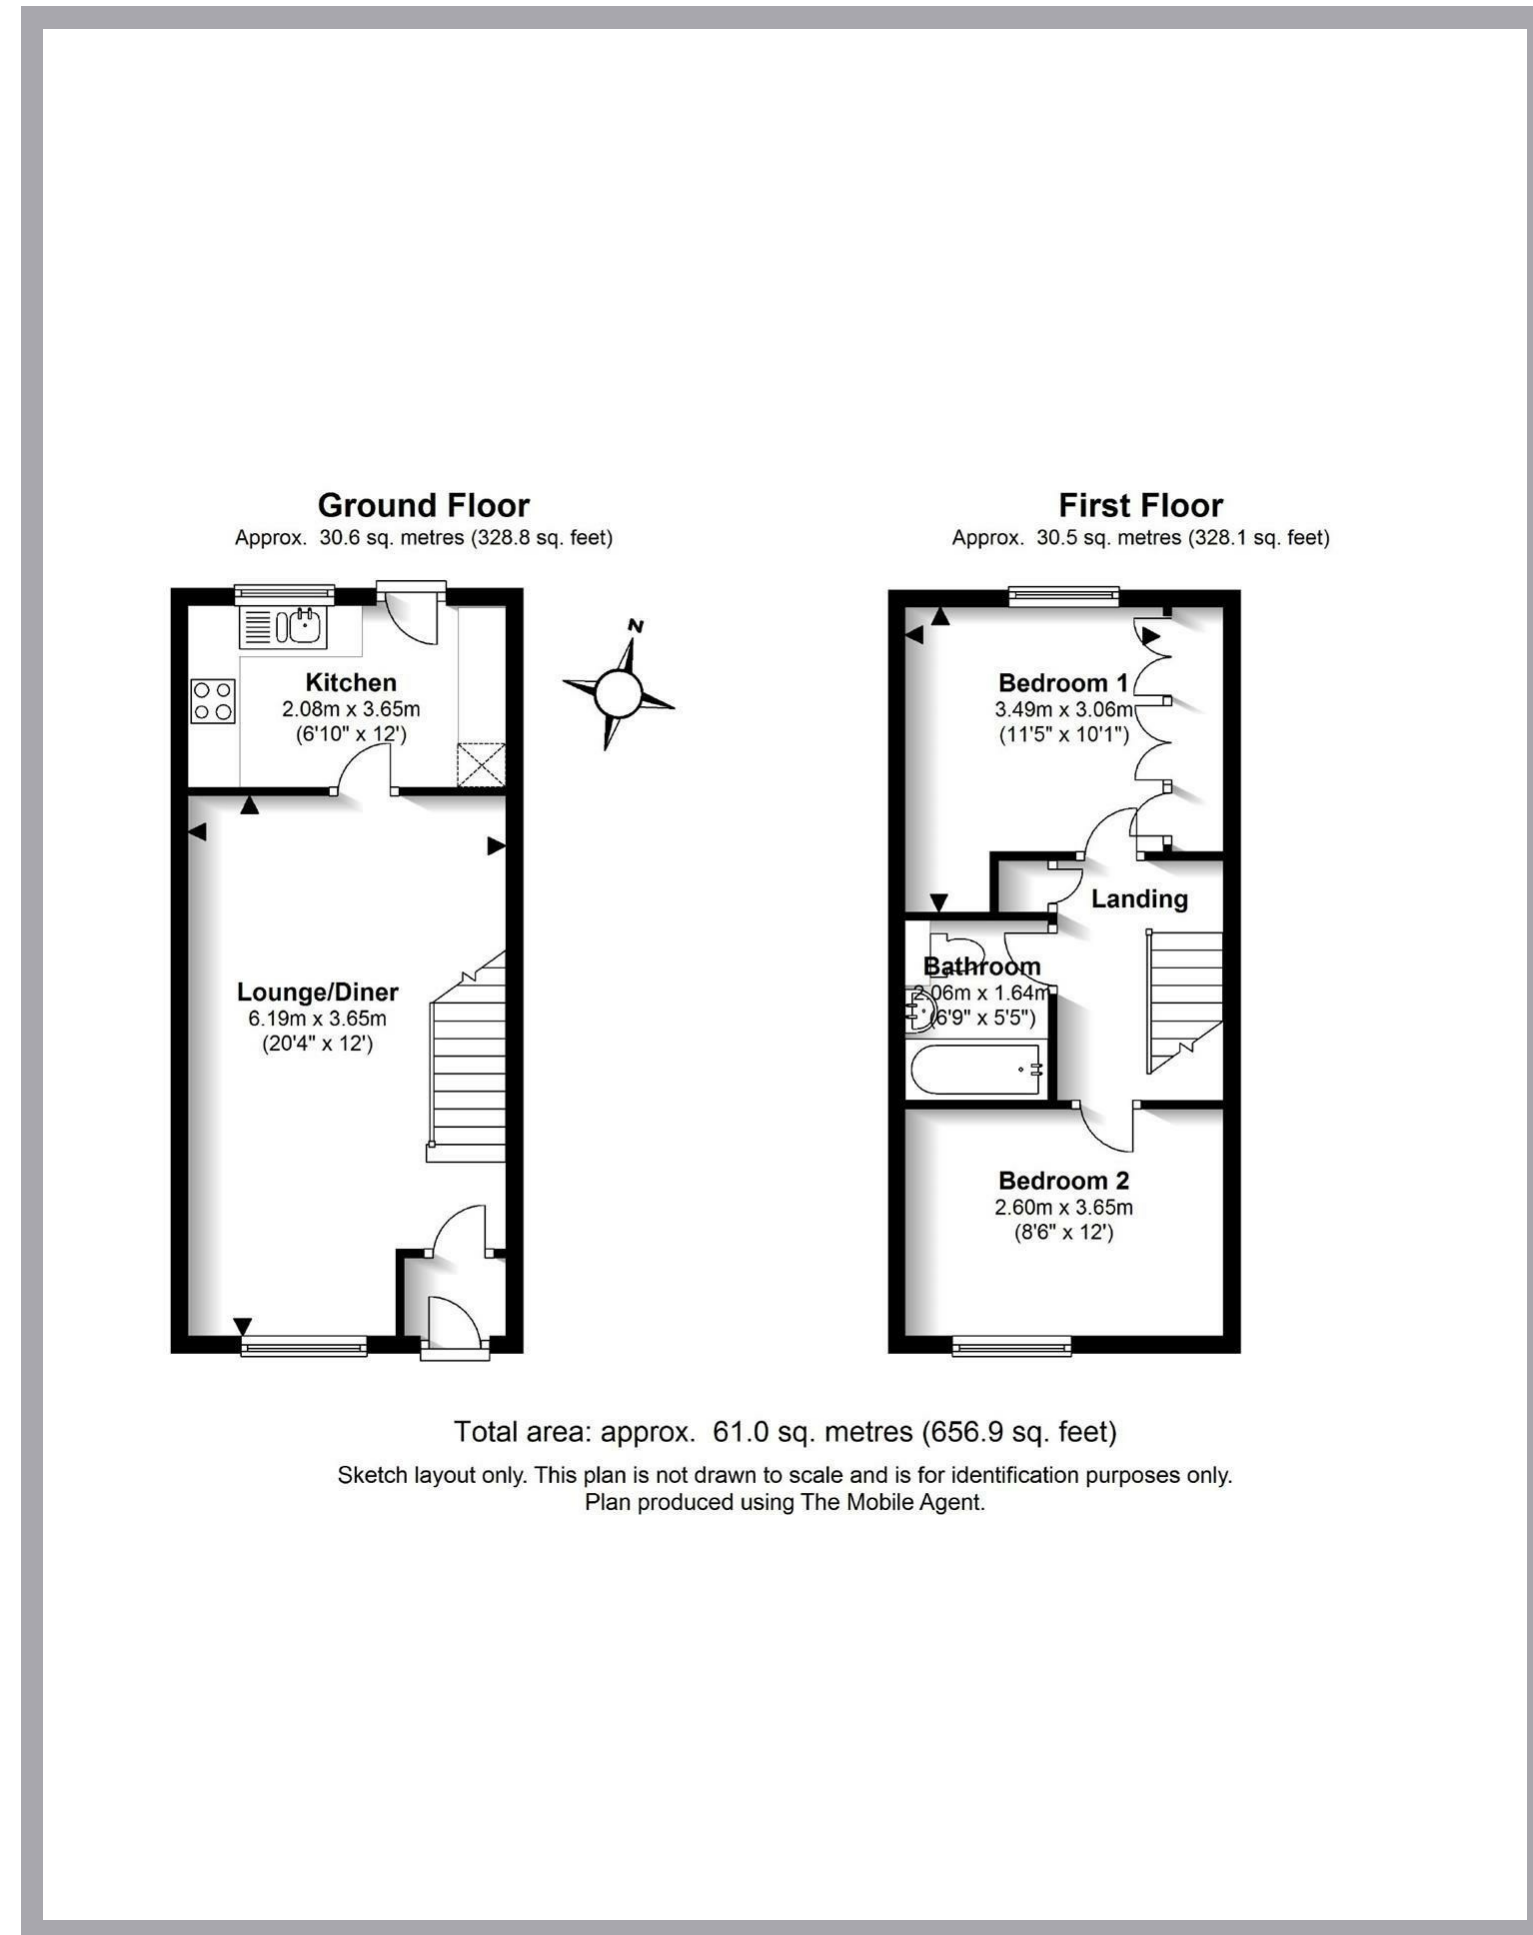 Ground Floor
Approx. 30.6 sq. metres (328.8 sq. feet)
Kitchen
2.08m x 3.65m
(6'10" x 12')
N
Lounge/Diner
6.19m x 3.65m
(20'4" x 12')
First Floor
Approx. 30.5 sq. metres (328.1 sq. feet)
Bedroom 1
3.49m x 3.06m
(11'5" x 10'1")
Landing
Bathroom
2.06m x 1.64m
(6'9" x 5'5")
Bedroom 2
2.60m x 3.65m
(8'6" x 12')
Total area: approx. 61.0 sq. metres (656.9 sq. feet)
Sketch layout only. This plan is not drawn to scale and is for identification purposes only.
Plan produced using The Mobile Agent.